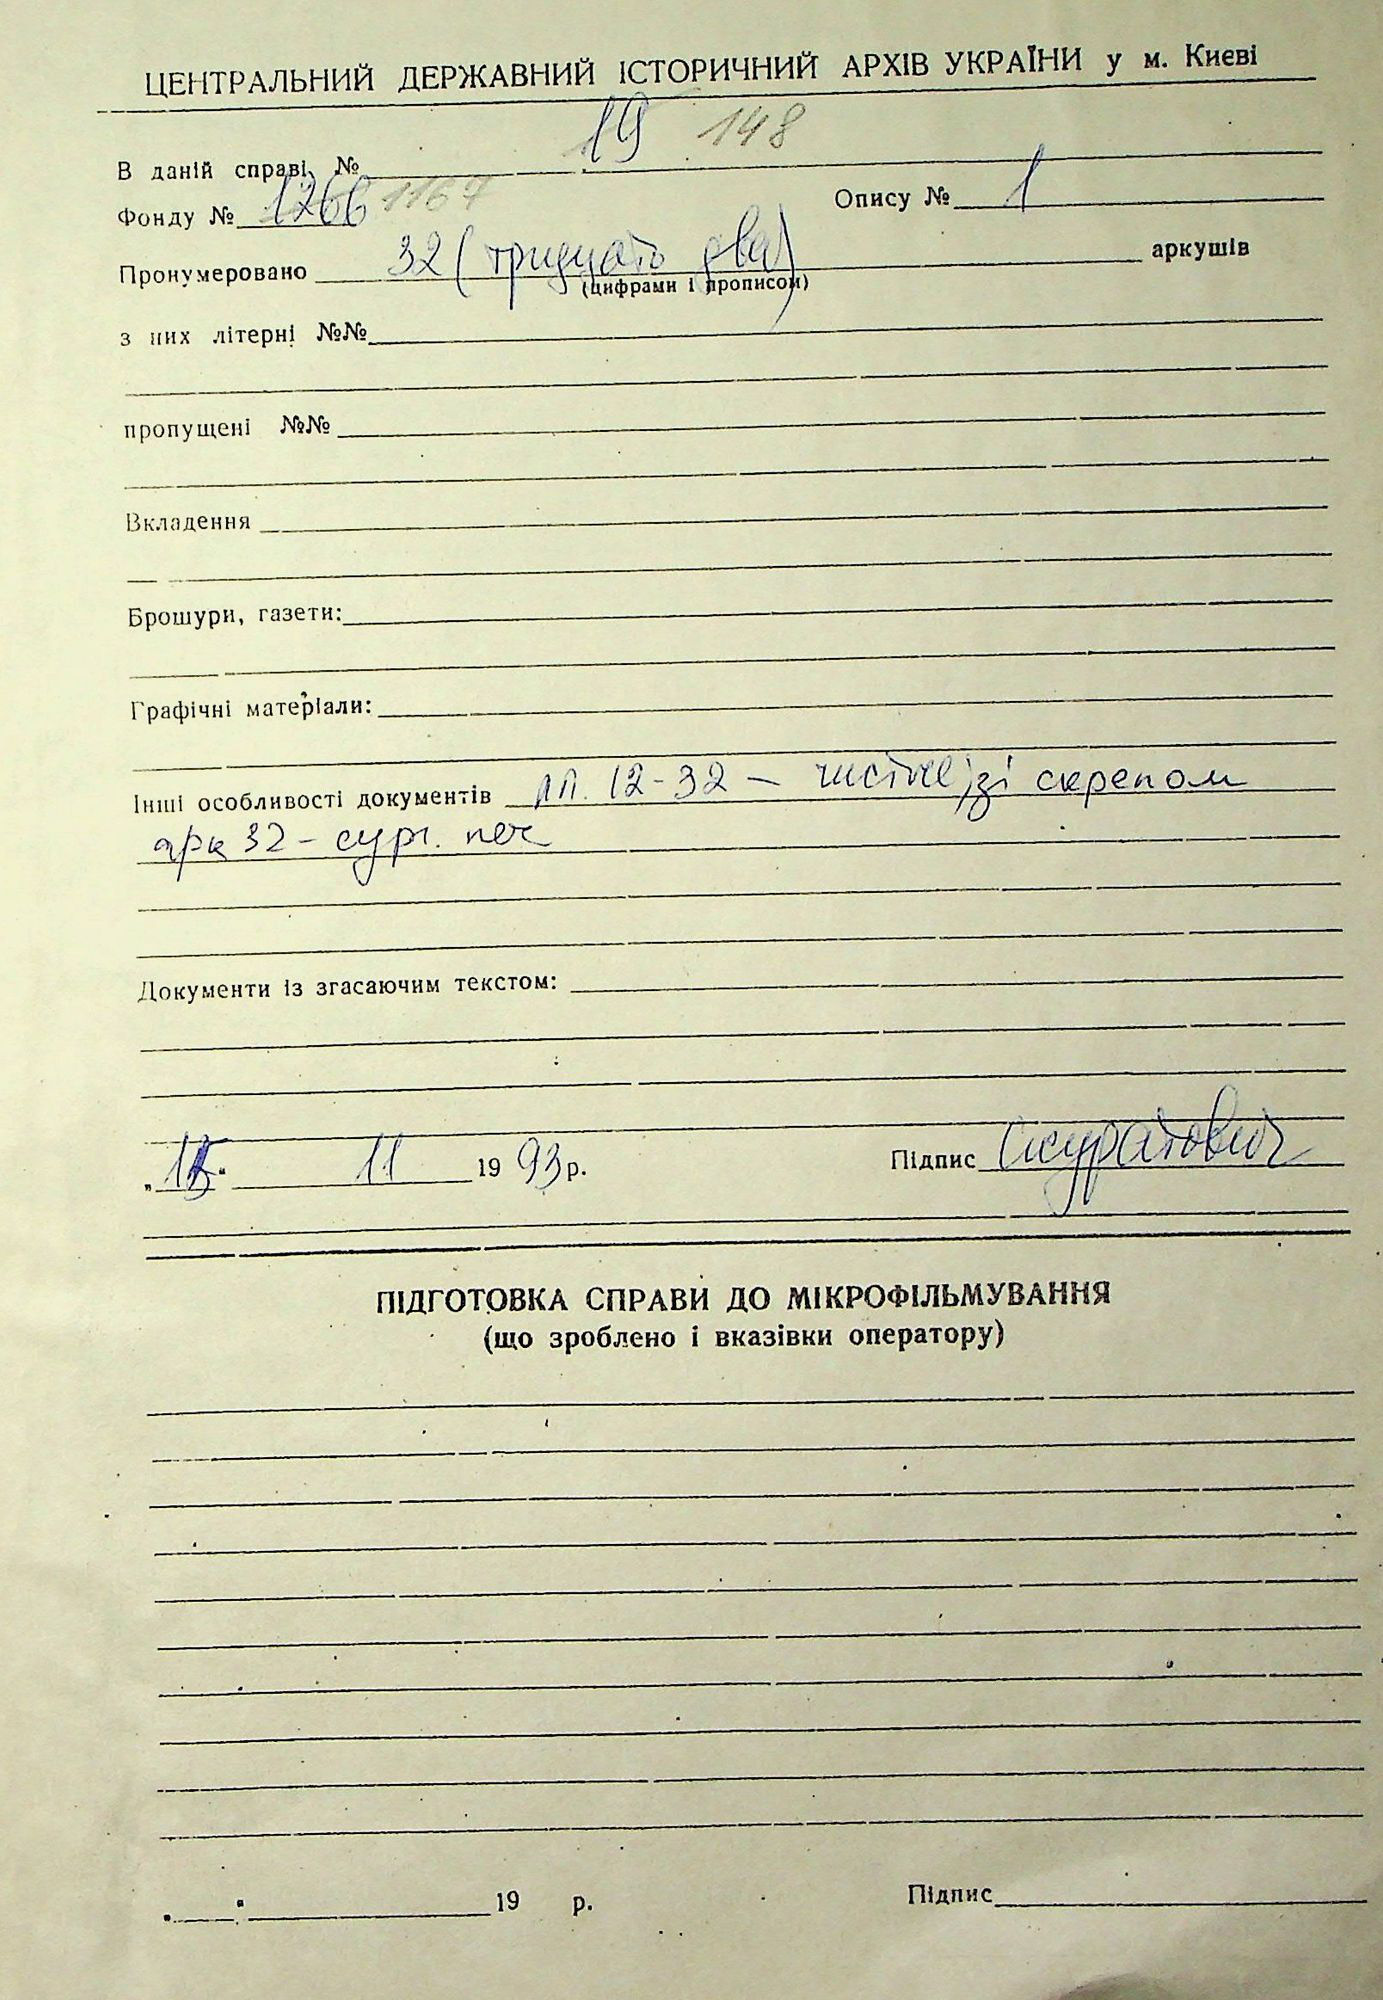 ЦЕНТРАЛЬНИЙ ДЕРЖАВНИЙ ІСТОРИЧНИЙ АРХІВ УКРАЇНИ у м. Києві
В даній справі № 19 148
Фонду № 1266 1167 Опису № 1
Пронумеровано 32 (тридцать два) аркушів
(цифрами і прописом)
з них літерні №№
пропущені №№
Вкладення
Брошури, газети:
Графічні матеріали:
Інші особливості документів лл. 12-32 – чистые, зі скрепом
арк 32 – сург. печ
Документи із згасаючим текстом:
11 1993 р. Підпис Скуратович
ПІДГОТОВКА СПРАВИ ДО МІКРОФІЛЬМУВАННЯ
(що зроблено і вказівки оператору)
19 р. Підпис